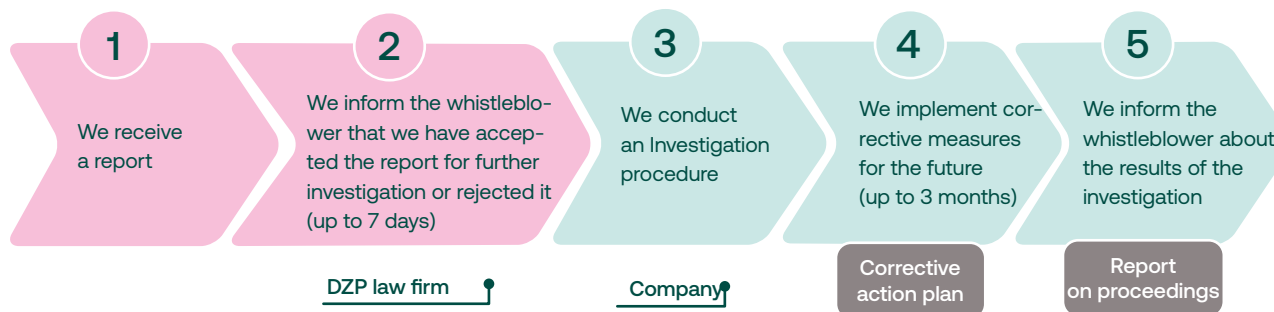 1
We receive
a report
2
We inform the whistleblo-
wer that we have accep-
ted the report for further
investigation or rejected it
(up to 7 days)
3
We conduct
an Investigation
procedure
4
We implement cor-
rective measures
for the future
(up to 3 months)
5
We inform the
whistleblower about
the results of the
investigation
DZP law firm
Company
Corrective
action plan
Report
on proceedings